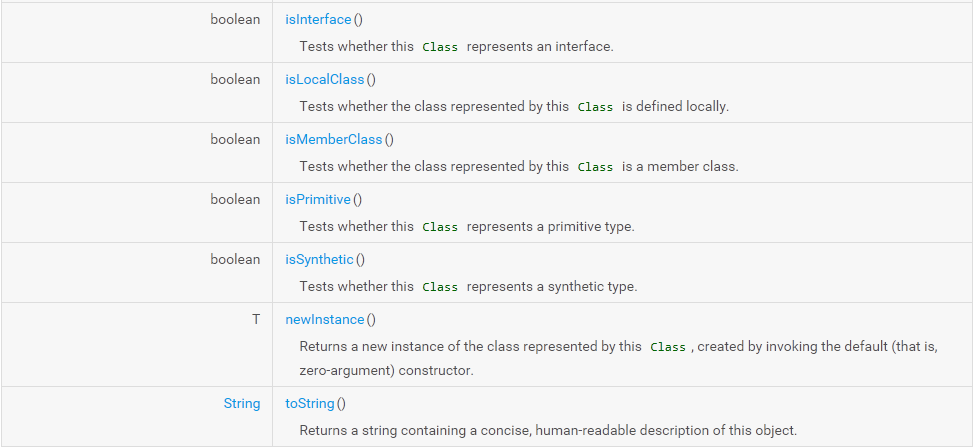 boolean isInterface()
Tests whether this Class represents an interface.
boolean isLocalClass()
Tests whether the class represented by this Class is defined locally.
boolean isMemberClass()
Tests whether the class represented by this Class is a member class.
boolean isPrimitive()
Tests whether this Class represents a primitive type.
boolean isSynthetic()
Tests whether this Class represents a synthetic type.
T newInstance()
Returns a new instance of the class represented by this Class , created by invoking the default (that is,
zero-argument) constructor.
String toString()
Returns a string containing a concise, human-readable description of this object.